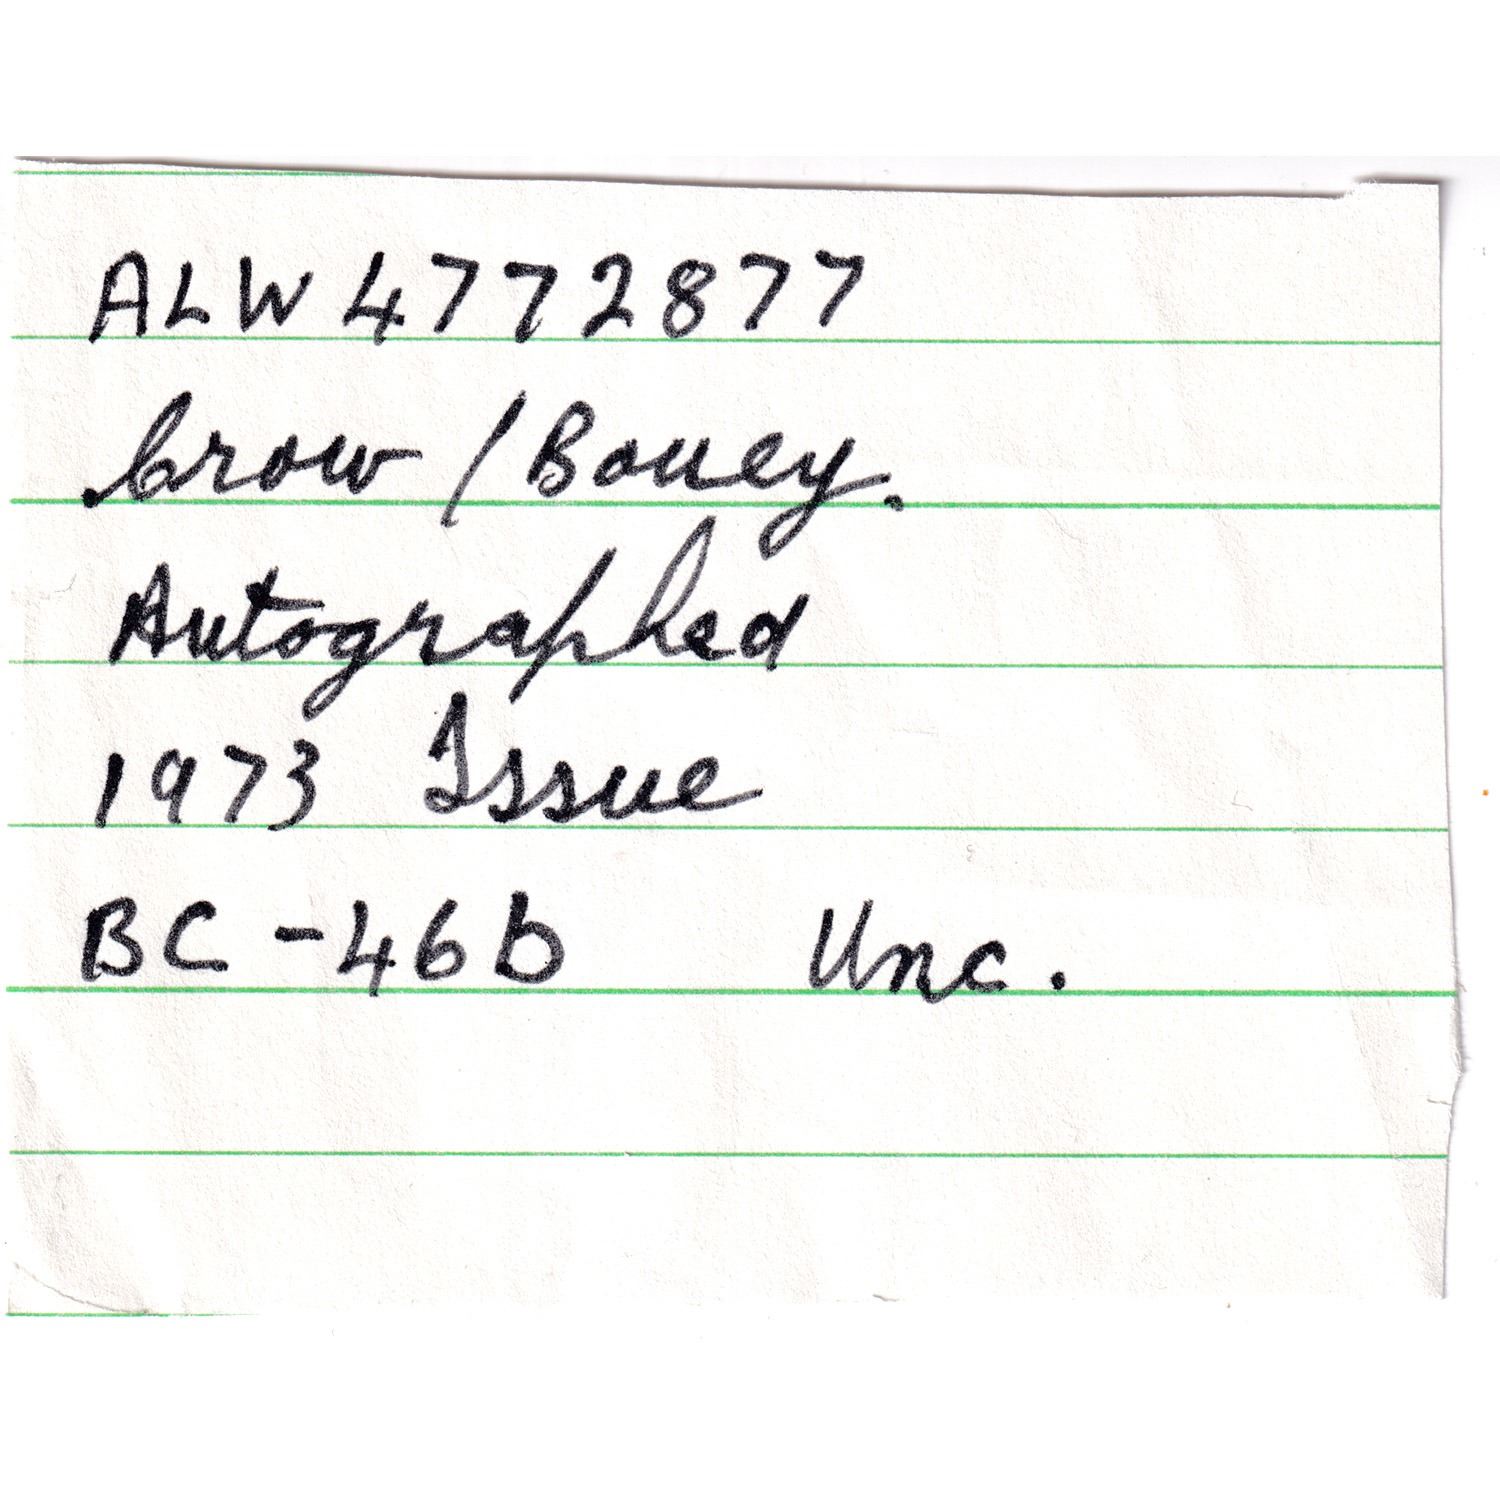 ALW 4772877
Crow / Bouey.
Autographed
1973 Issue
BC - 46b Unc.